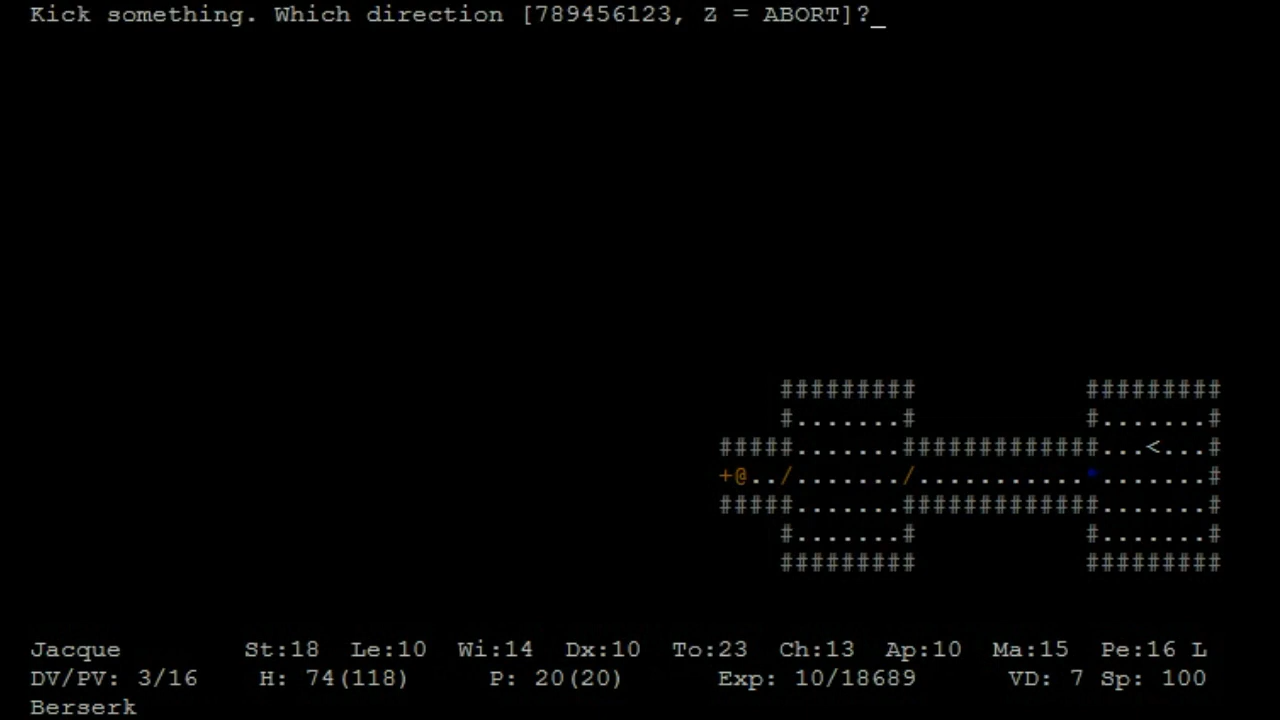 Kick something. Which direction [789456123, Z = ABORT]?_
#########           #########
#.......#           #.......#
#####.......#############...<...#
+@../......./...........*.......#
#####.......#############.......#
#.......#           #.......#
#########           #########
Jacque St:18 Le:10 Wi:14 Dx:10 To:23 Ch:13 Ap:10 Ma:15 Pe:16 L
DV/PV: 3/16 H: 74(118) P: 20(20) Exp: 10/18689 VD: 7 Sp: 100
Berserk